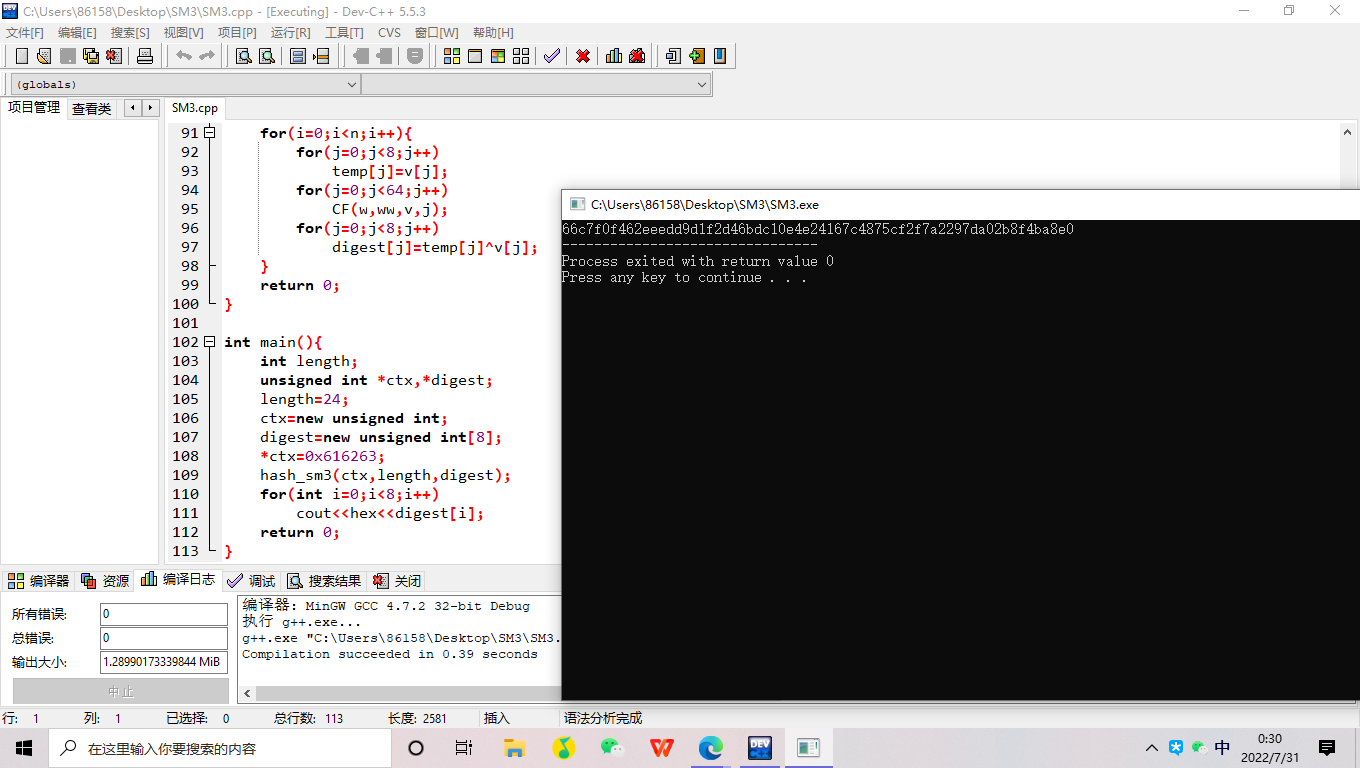 C:\Users\86158\Desktop\SM3\SM3.cpp - [Executing] - Dev-C++ 5.5.3
文件[F] 编辑[E] 搜索[S] 视图[V] 项目[P] 运行[R] 工具[T] CVS 窗口[W] 帮助[H]
(globals)
项目管理 查看类 SM3.cpp
91 for(i=0;i<n;i++){
92 for(j=0;j<8;j++)
93 temp[j]=v[j];
94 for(j=0;j<64;j++)
95 CF(w,ww,v,j);
96 for(j=0;j<8;j++)
97 digest[j]=temp[j]^v[j];
98 }
99 return 0;
100 }
101
102 int main(){
103 int length;
104 unsigned int *ctx,*digest;
105 length=24;
106 ctx=new unsigned int;
107 digest=new unsigned int[8];
108 *ctx=0x616263;
109 hash_sm3(ctx,length,digest);
110 for(int i=0;i<8;i++)
111 cout<<hex<<digest[i];
112 return 0;
113 }
C:\Users\86158\Desktop\SM3\SM3.exe
66c7f0f462eeedd9d1f2d46bdc10e4e24167c4875cf2f7a2297da02b8f4ba8e0
--------------------------------
Process exited with return value 0
Press any key to continue . . .
编译器 资源 编译日志 调试 搜索结果 关闭
所有错误: 0
总错误: 0
输出大小: 1.28990173339844 MiB
中止
编译器: MinGW GCC 4.7.2 32-bit Debug
执行 g++.exe...
g++.exe "C:\Users\86158\Desktop\SM3\SM3.
Compilation succeeded in 0.39 seconds
行: 1 列: 1 已选择: 0 总行数: 113 长度: 2581 插入 语法分析完成
在这里输入你要搜索的内容
DEV
中
0:30
2022/7/31